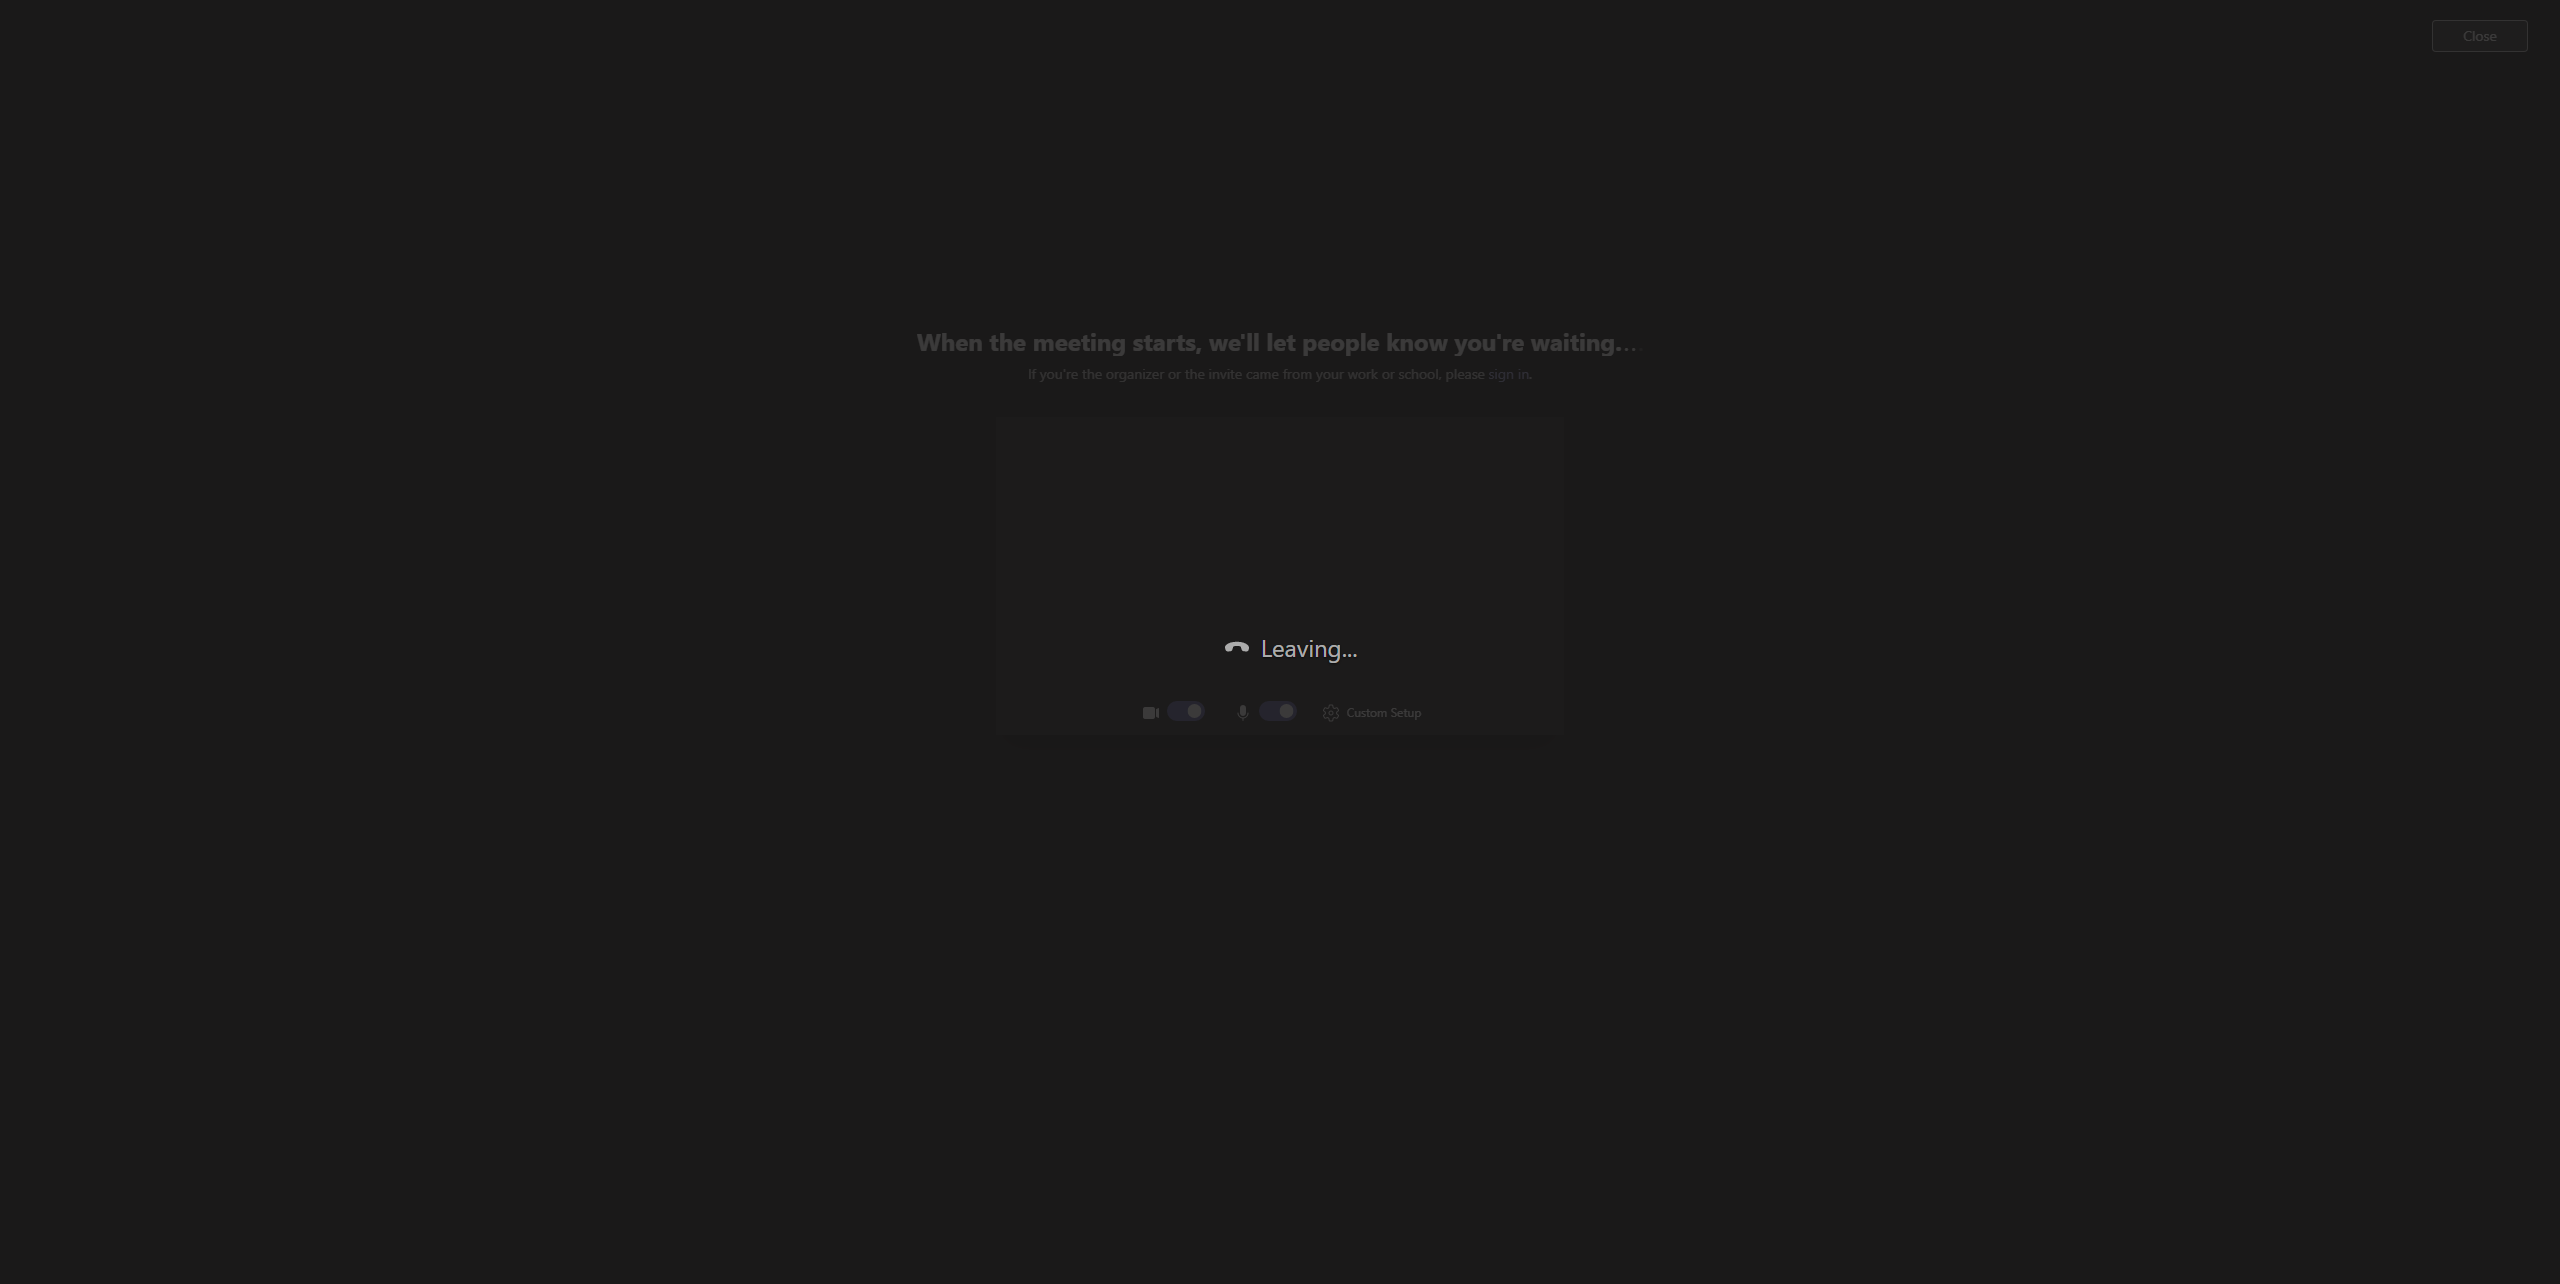 Close
When the meeting starts, we'll let people know you're waiting...
If you're the organizer or the invite came from your work or school, please sign in.
Leaving...
Custom Setup